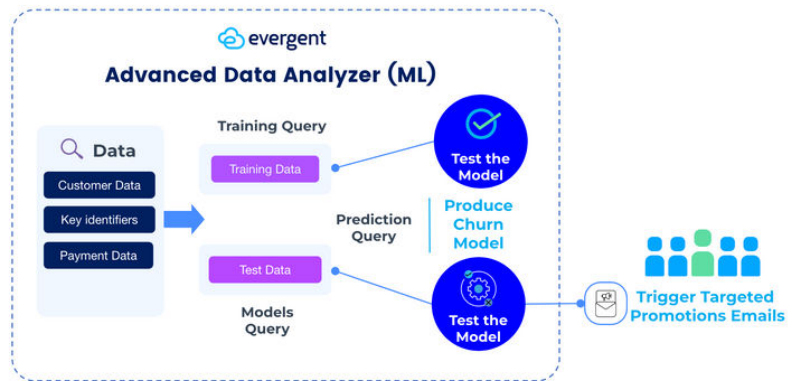 evergent
Advanced Data Analyzer (ML)
Data
Customer Data
Key identifiers
Payment Data
Training Query
Training Data
Test Data
Models
Query
Test the
Model
Prediction
Query
Produce
Churn
Model
Test the
Model
Trigger Targeted
Promotions Emails